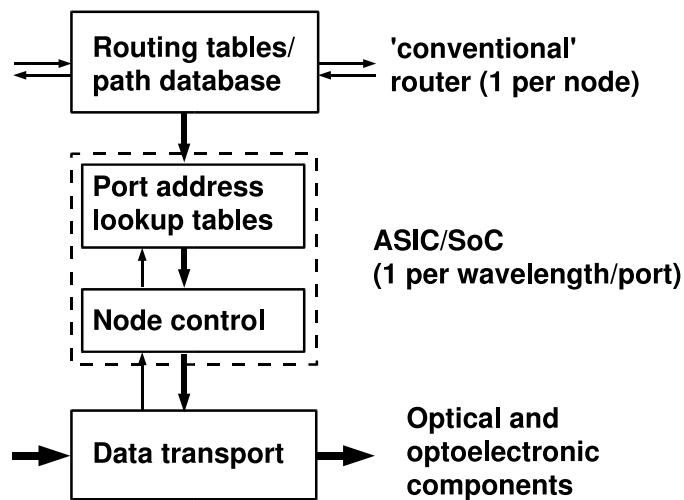 Routing tables/
path database
'conventional'
router (1 per node)
Port address
lookup tables
ASIC/SoC
(1 per wavelength/port)
Node control
Data transport
Optical and
optoelectronic
components